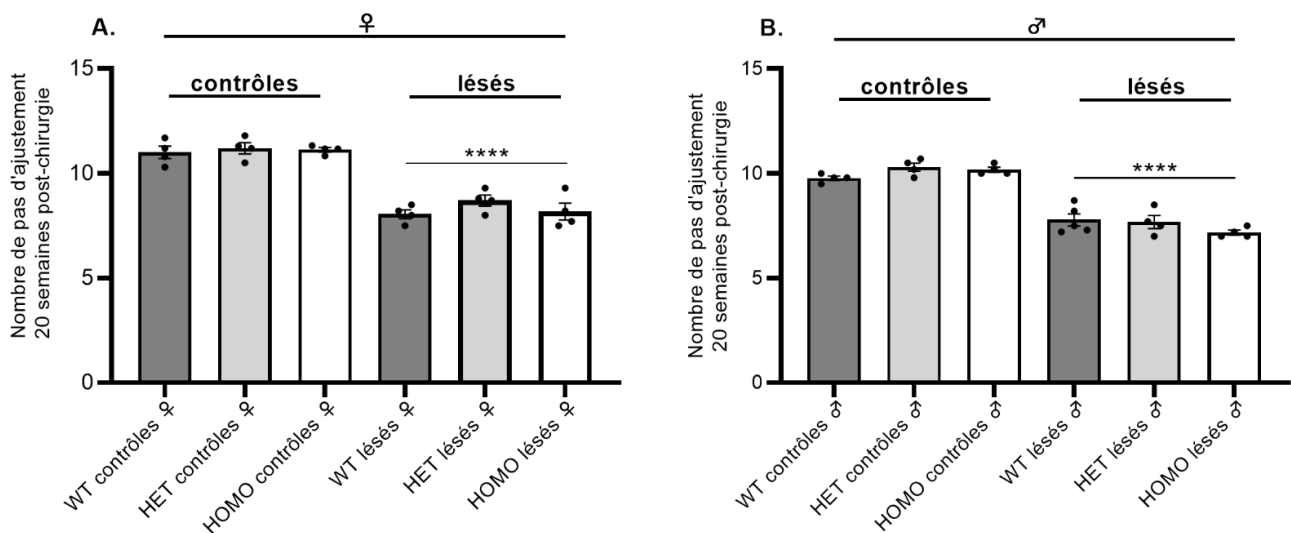 A.
♀
contrôles
lésés
****
Nombre de pas d'ajustement
20 semaines post-chirurgie
15
10
5
0
WT contrôles ♀
HET contrôles ♀
HOMO contrôles ♀
WT lésés ♀
HET lésés ♀
HOMO lésés ♀
B.
♂
contrôles
lésés
****
Nombre de pas d'ajustement
20 semaines post-chirurgie
15
10
5
0
WT contrôles ♂
HET contrôles ♂
HOMO contrôles ♂
WT lésés ♂
HET lésés ♂
HOMO lésés ♂